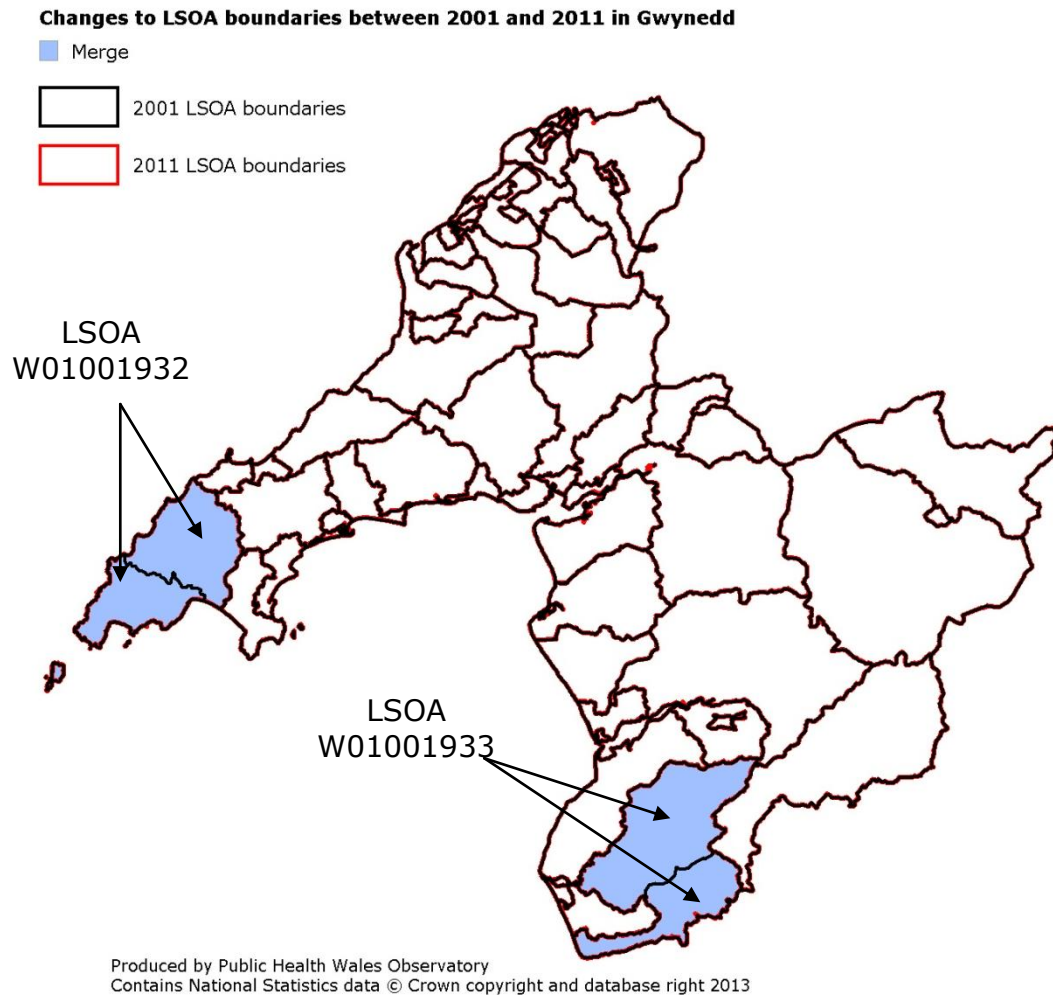 Changes to LSOA boundaries between 2001 and 2011 in Gwynedd
Merge
2001 LSOA boundaries
2011 LSOA boundaries
LSOA
W01001932
LSOA
W01001933
Produced by Public Health Wales Observatory
Contains National Statistics data © Crown copyright and database right 2013